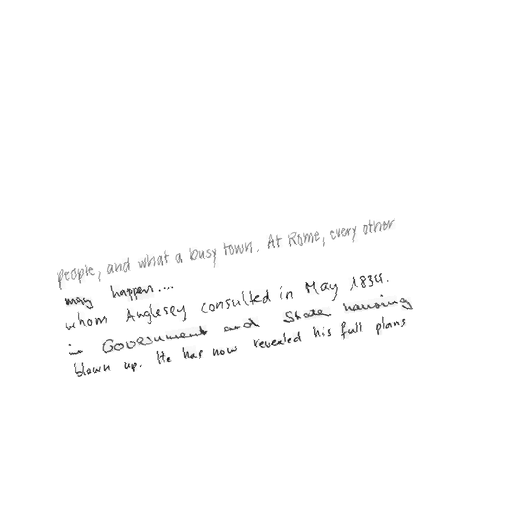 people, and what a busy town. At Rome, every other
may happen....
whom Anglesey consulted in May 1834.
in Government and State housing
blown up. He has now revealed his full plans